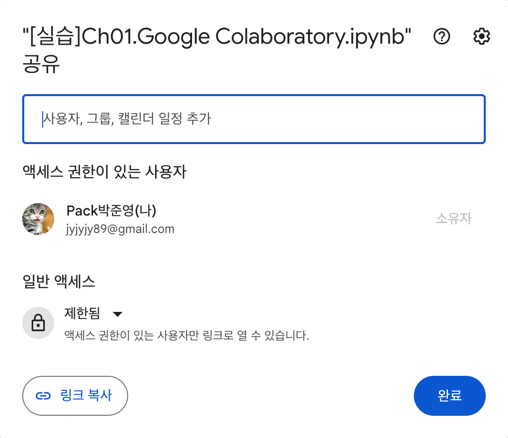 "[실습]Ch01.Google Colaboratory.ipynb"
공유
사용자, 그룹, 캘린더 일정 추가
액세스 권한이 있는 사용자
Pack박준영(나)
jyjyjy89@gmail.com
소유자
일반 액세스
제한됨
액세스 권한이 있는 사용자만 링크로 열 수 있습니다.
링크 복사
완료